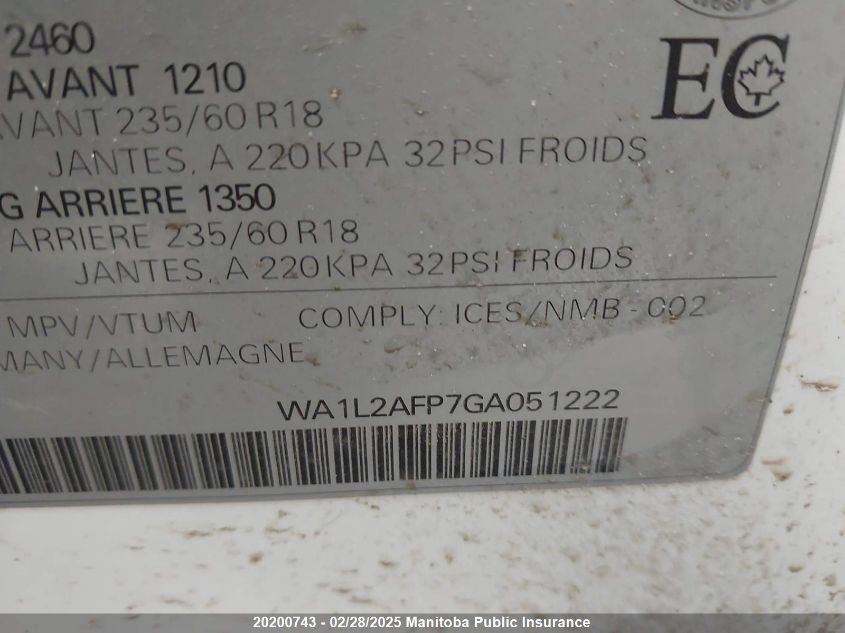 2460
EC
AVANT 1210
AVANT 235/60 R18
JANTES, A 220KPA 32PSI FROIDS
G ARRIERE 1350
ARRIERE 235/60 R18
JANTES, A 220KPA 32PSI FROIDS
MPV/VTUM COMPLY: ICES/NMB - 002
MANY/ALLEMAGNE
WA1L2AFP7GA051222
20200743 - 02/28/2025 Manitoba Public Insurance